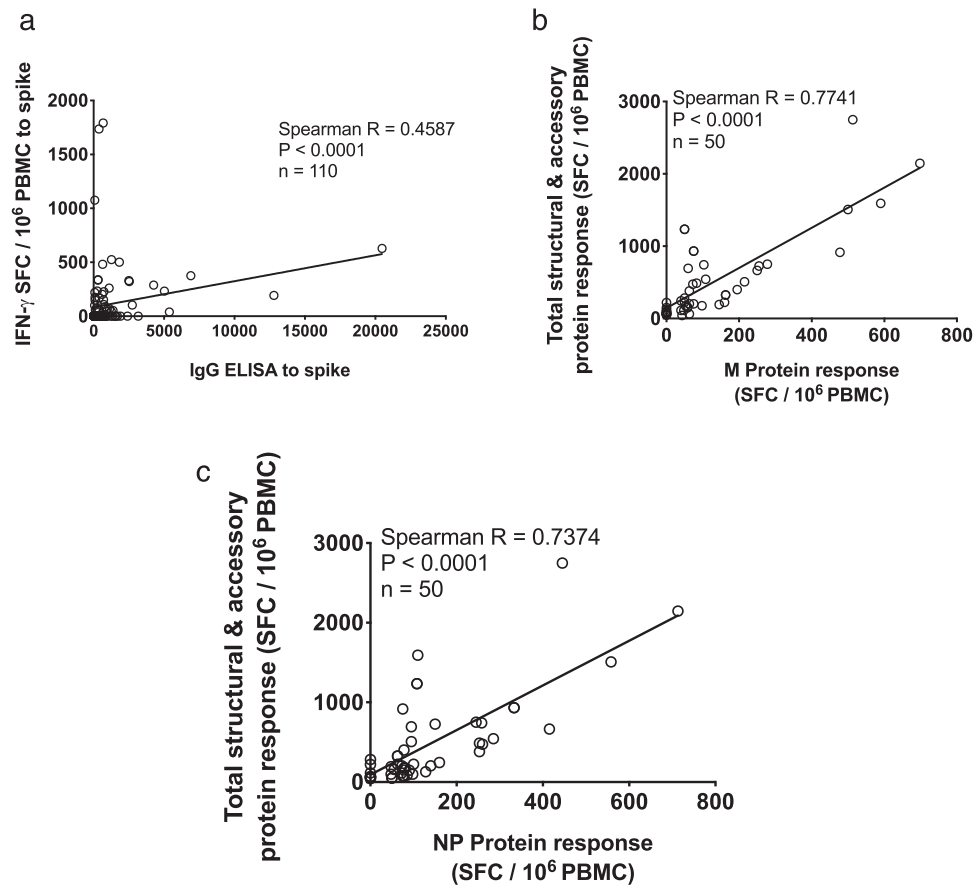 a
IFN-γ SFC / 10⁶ PBMC to spike
2000
1500
1000
500
0
Spearman R = 0.4587
P < 0.0001
n = 110
0 5000 10000 15000 20000 25000
IgG ELISA to spike
b
Total structural & accessory
protein response (SFC / 10⁶ PBMC)
3000
2000
1000
0
Spearman R = 0.7741
P < 0.0001
n = 50
0 200 400 600 800
M Protein response
(SFC / 10⁶ PBMC)
c
Total structural & accessory
protein response (SFC / 10⁶ PBMC)
3000
2000
1000
0
Spearman R = 0.7374
P < 0.0001
n = 50
0 200 400 600 800
NP Protein response
(SFC / 10⁶ PBMC)